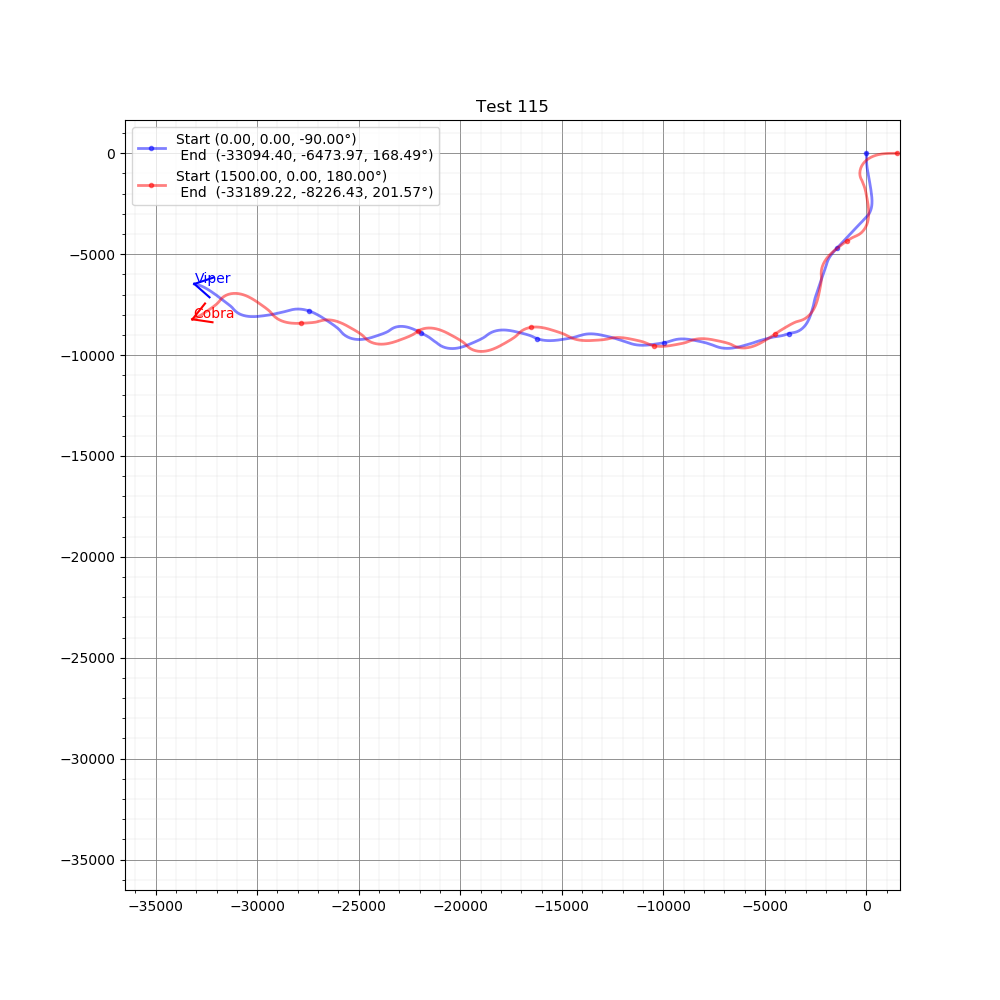 Test 115
Start (0.00, 0.00, -90.00°)
End  (-33094.40, -6473.97, 168.49°)
Start (1500.00, 0.00, 180.00°)
End  (-33189.22, -8226.43, 201.57°)
0
−5000
−10000
−15000
−20000
−25000
−30000
−35000
Viper
Cobra
−35000 −30000 −25000 −20000 −15000 −10000 −5000 0